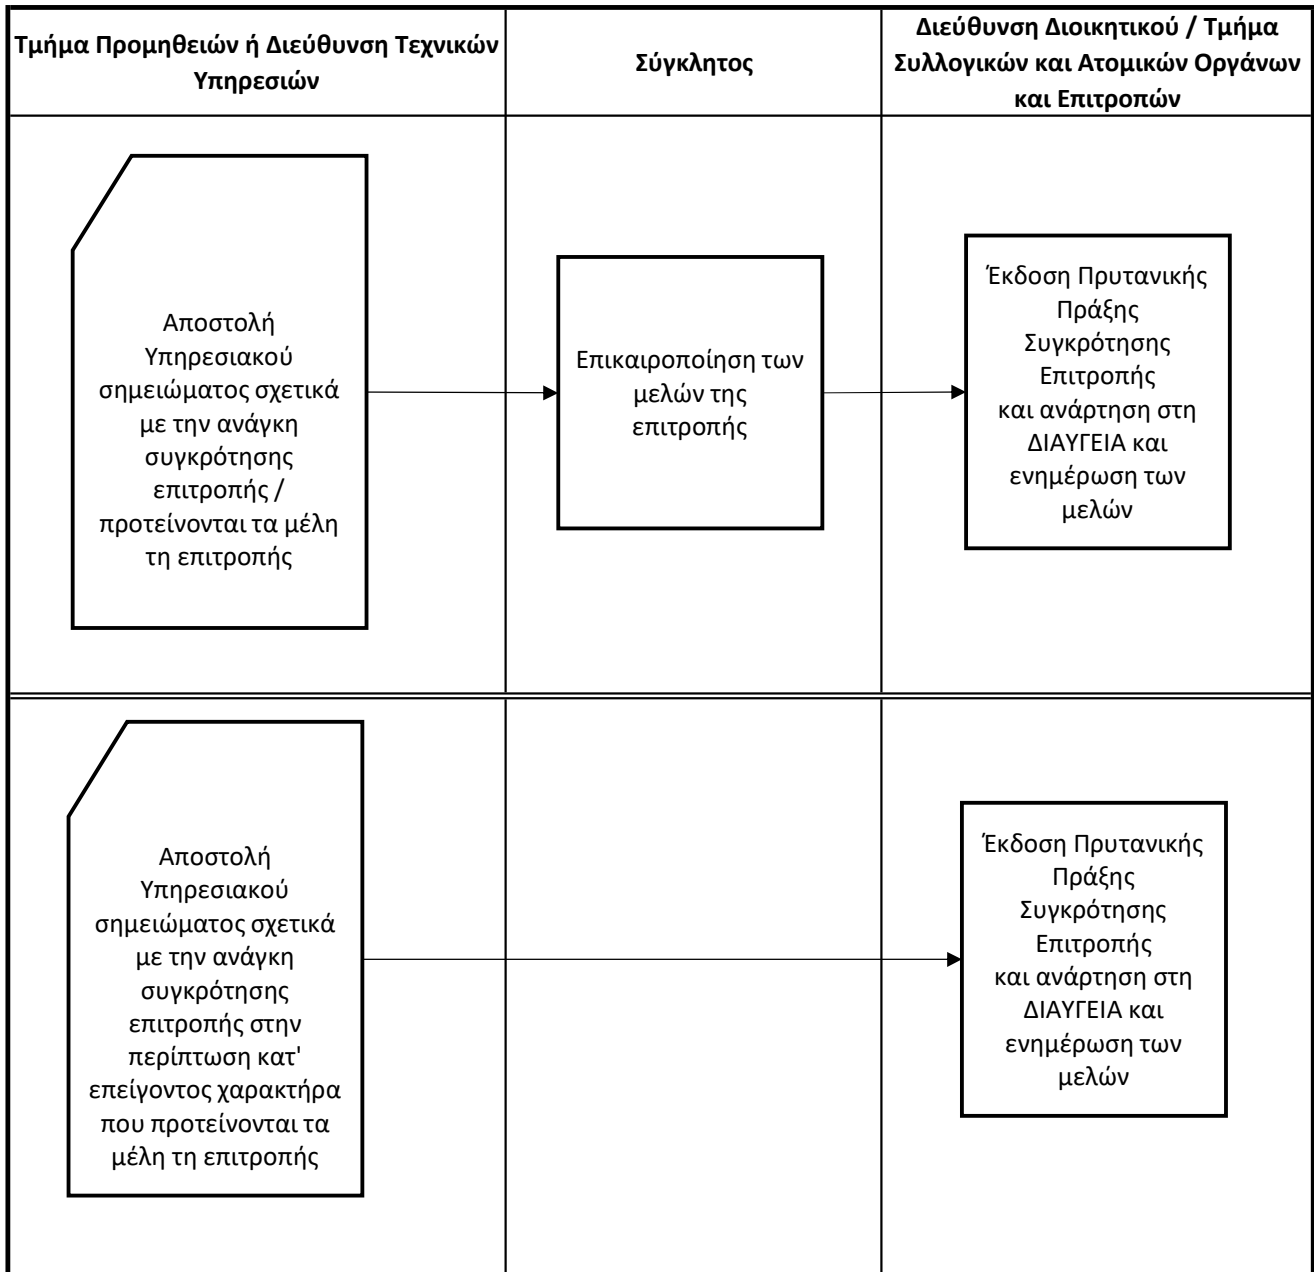 Τμήμα Προμηθειών ή Διεύθυνση Τεχνικών
Υπηρεσιών
Σύγκλητος
Διεύθυνση Διοικητικού / Τμήμα
Συλλογικών και Ατομικών Οργάνων
και Επιτροπών
Αποστολή
Υπηρεσιακού
σημειώματος σχετικά
με την ανάγκη
συγκρότησης
επιτροπής /
προτείνονται τα μέλη
τη επιτροπής
Επικαιροποίηση των
μελών της
επιτροπής
Έκδοση Πρυτανικής
Πράξης
Συγκρότησης
Επιτροπής
και ανάρτηση στη
ΔΙΑΥΓΕΙΑ και
ενημέρωση των
μελών
Αποστολή
Υπηρεσιακού
σημειώματος σχετικά
με την ανάγκη
συγκρότησης
επιτροπής στην
περίπτωση κατ'
επείγοντος χαρακτήρα
που προτείνονται τα
μέλη τη επιτροπής
Έκδοση Πρυτανικής
Πράξης
Συγκρότησης
Επιτροπής
και ανάρτηση στη
ΔΙΑΥΓΕΙΑ και
ενημέρωση των
μελών